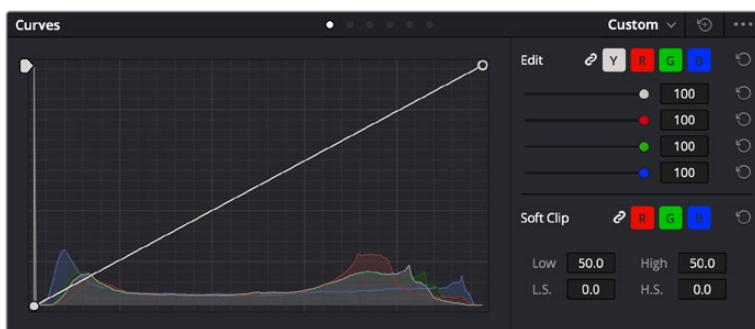 Curves Custom
Edit Y R G B
100
100
100
100
Soft Clip R G B
Low 50.0 High 50.0
L.S. 0.0 H.S. 0.0